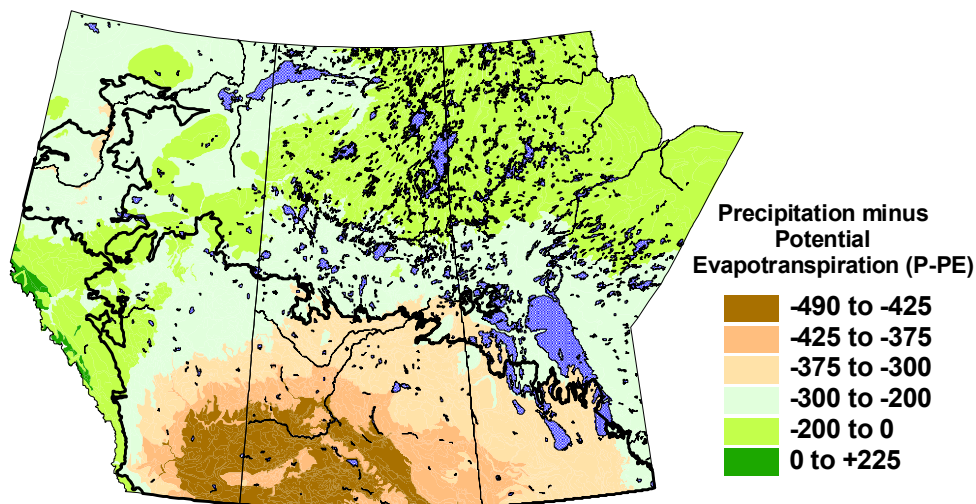 Precipitation minus
Potential
Evapotranspiration (P-PE)
-490 to -425
-425 to -375
-375 to -300
-300 to -200
-200 to 0
0 to +225